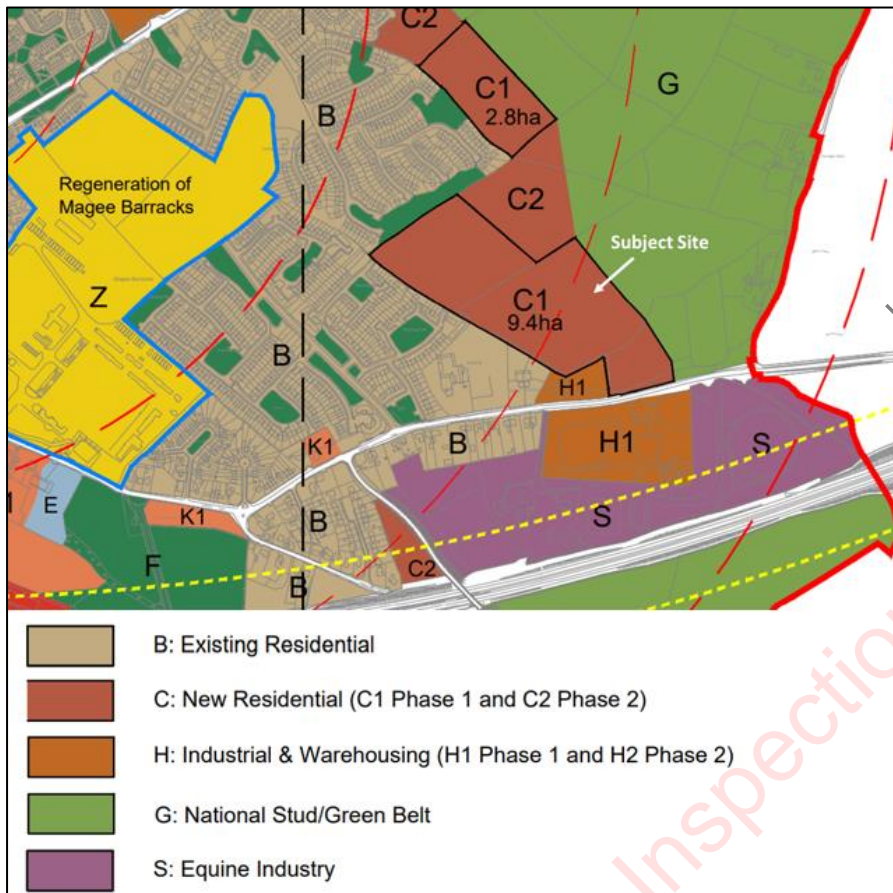 C2
C1
2.8ha
G
B
Regeneration of
Magee Barracks
C2
Subject Site
Z
C1
9.4ha
B
H1
K1
B
H1
S
E
K1
B
S
F
C2
B
B: Existing Residential
C: New Residential (C1 Phase 1 and C2 Phase 2)
H: Industrial & Warehousing (H1 Phase 1 and H2 Phase 2)
G: National Stud/Green Belt
S: Equine Industry
Inspection